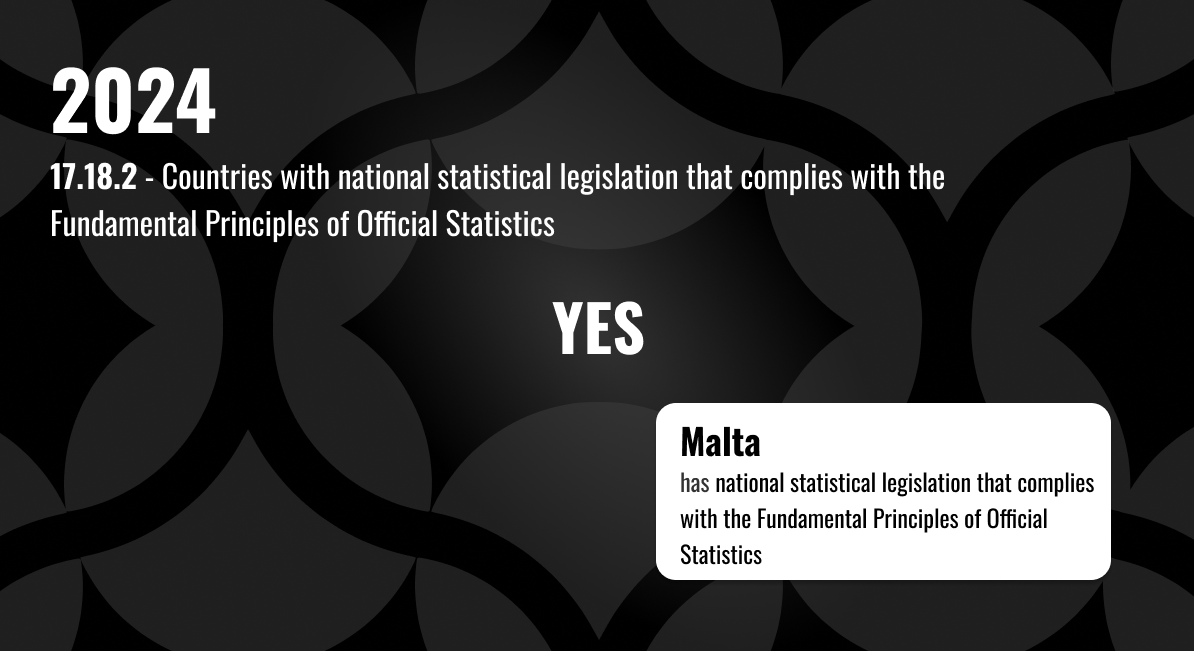 2024
17.18.2 - Countries with national statistical legislation that complies with the
Fundamental Principles of Official Statistics
YES
Malta
has national statistical legislation that complies
with the Fundamental Principles of Official
Statistics